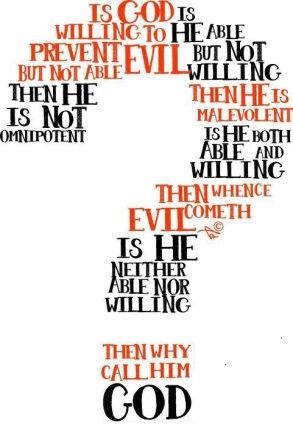 IS GOD IS
WILLING TO HE ABLE
PREVENT EVIL BUT NOT
BUT NOT ABLE WILLING
THEN HE THEN HE IS
IS NOT MALEVOLENT
OMNIPOTENT IS HE BOTH
ABLE AND
WILLING
THEN WHENCE
EVIL COMETH
IS HE
NEITHER
ABLE NOR
WILLING
THEN WHY
CALL HIM
GOD